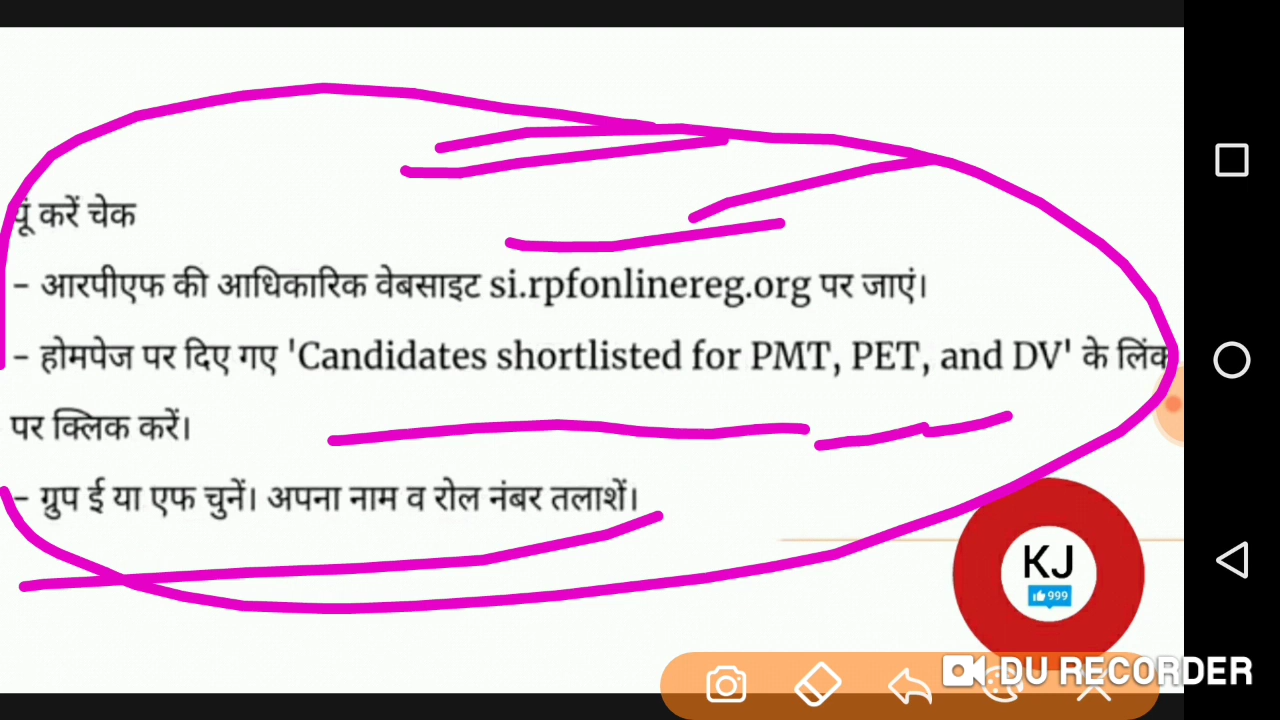 यूं करें चेक
- आरपीएफ की आधिकारिक वेबसाइट si.rpfonlinereg.org पर जाएं।
- होमपेज पर दिए गए 'Candidates shortlisted for PMT, PET, and DV' के लिंक
पर क्लिक करें।
- ग्रुप ई या एफ चुनें। अपना नाम व रोल नंबर तलाशें।
KJ
999
DU RECORDER